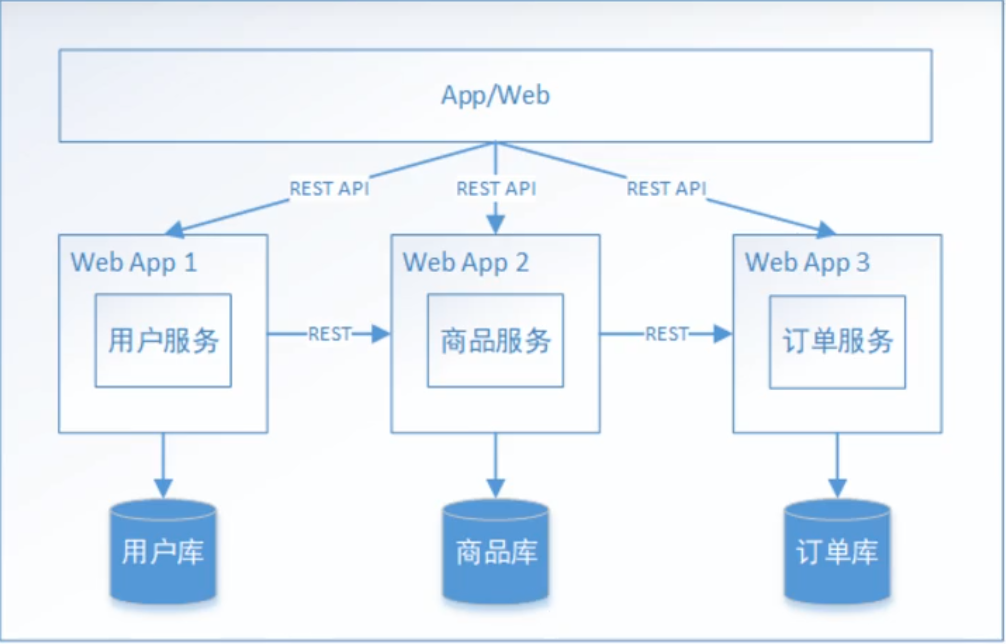 App/Web
REST API
REST API
REST API
Web App 1
Web App 2
Web App 3
用户服务
REST
商品服务
REST
订单服务
用户库
商品库
订单库